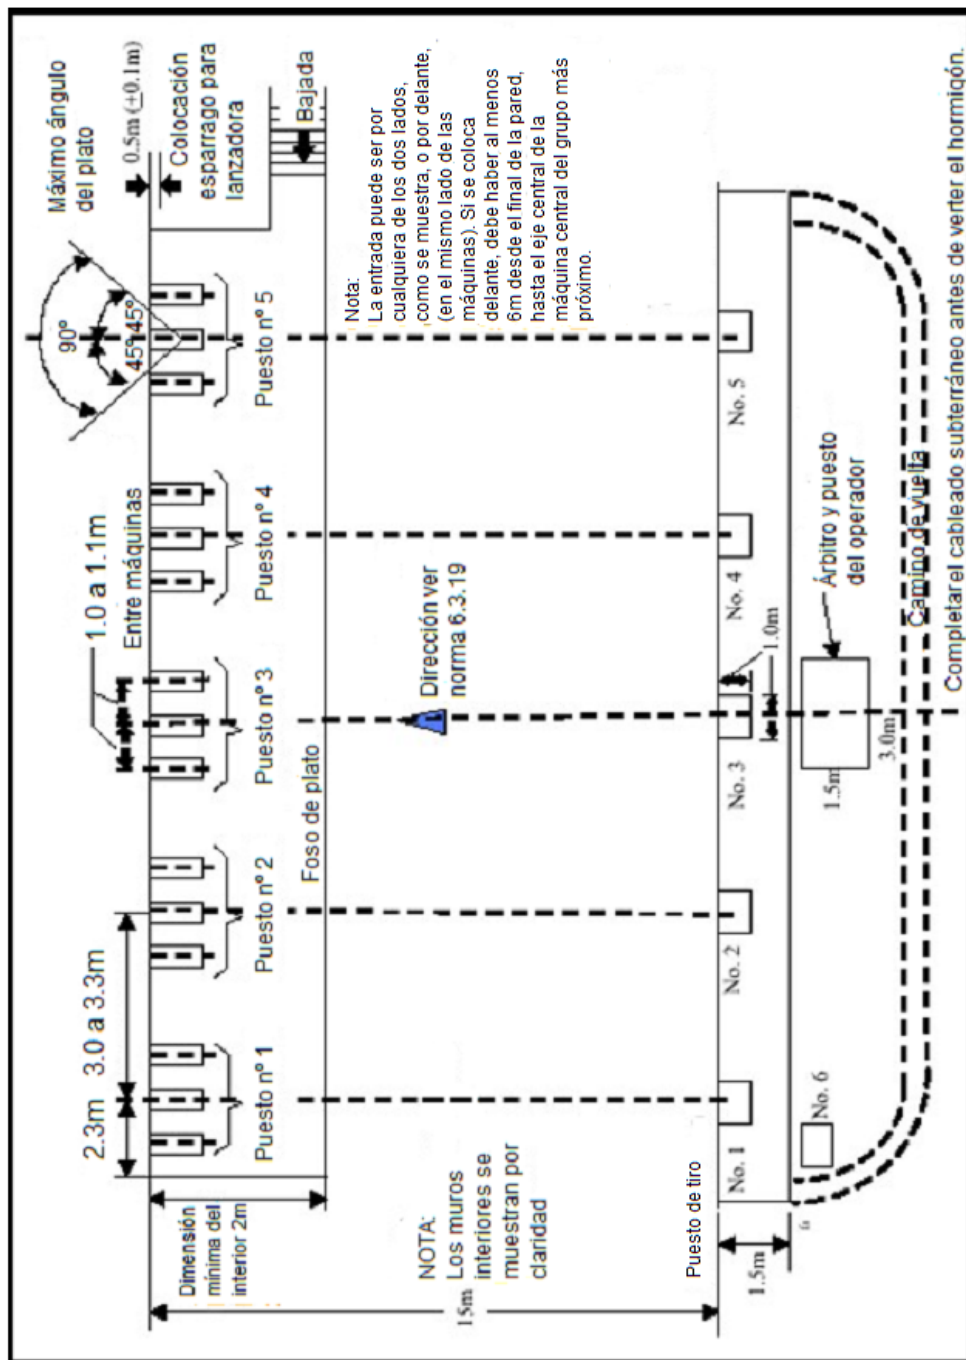 2.3m
3.0 a 3.3m
1.0 a 1.1m
Entre máquinas
90º
45º
45º
Máximo ángulo
del plato
0.5m (±0.1m)
Colocación
esparrago para
lanzadora
Bajada
Puesto nº 1
Puesto nº 2
Puesto nº 3
Puesto nº 4
Puesto nº 5
Dimensión
mínima del
interior 2m
Foso de plato
Nota:
La entrada puede ser por
cualquiera de los dos lados,
como se muestra, o por delante,
(en el mismo lado de las
máquinas). Si se coloca
delante, debe haber al menos
6m desde el final de la pared,
hasta el eje central de la
máquina central del grupo más
próximo.
NOTA:
Los muros
interiores se
muestran por
claridad
Dirección ver
norma 6.3.19
15m
Puesto de tiro
No. 1
No. 2
No. 3
No. 4
No. 5
1.0m
1.5m
No. 6
6
1.5m
3.0m
Árbitro y puesto
del operador
Camino de vuelta
Completar el cableado subterráneo antes de verter el hormigón.